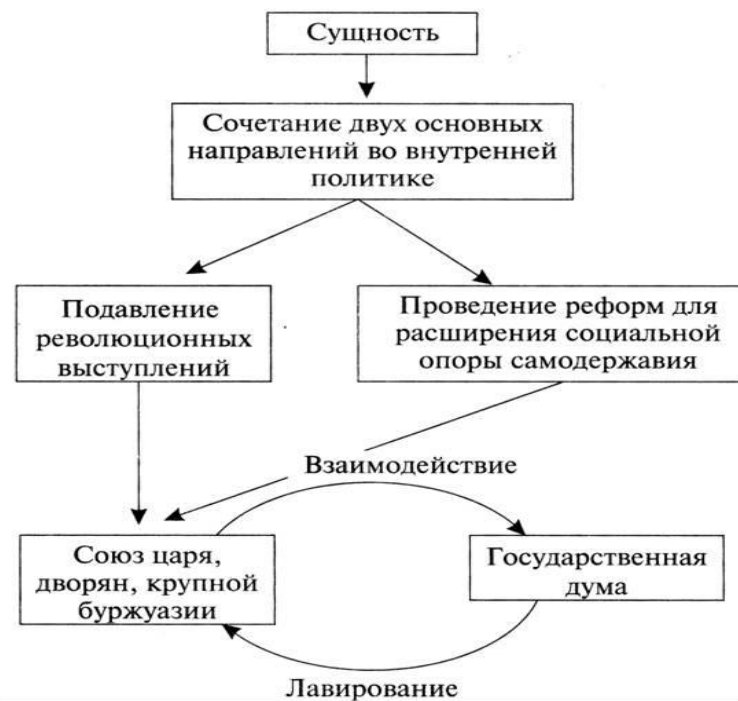 Сущность
Сочетание двух основных
направлений во внутренней
политике
Подавление
революционных
выступлений
Проведение реформ для
расширения социальной
опоры самодержавия
Взаимодействие
Союз царя,
дворян, крупной
буржуазии
Государственная
дума
Лавирование